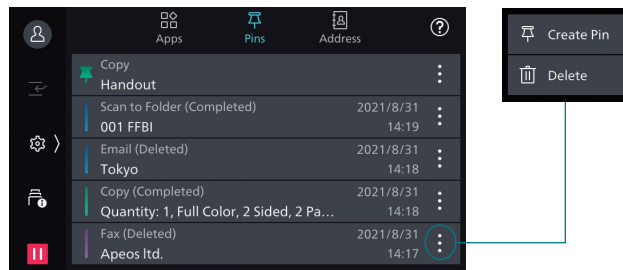 Apps
Pins
Address
?
Copy
Handout
Scan to Folder (Completed) 2021/8/31
001 FFBI 14:19
Email (Deleted) 2021/8/31
Tokyo 14:18
Copy (Completed) 2021/8/31
Quantity: 1, Full Color, 2 Sided, 2 Pa... 14:18
Fax (Deleted) 2021/8/31
Apeos ltd. 14:17
Create Pin
Delete